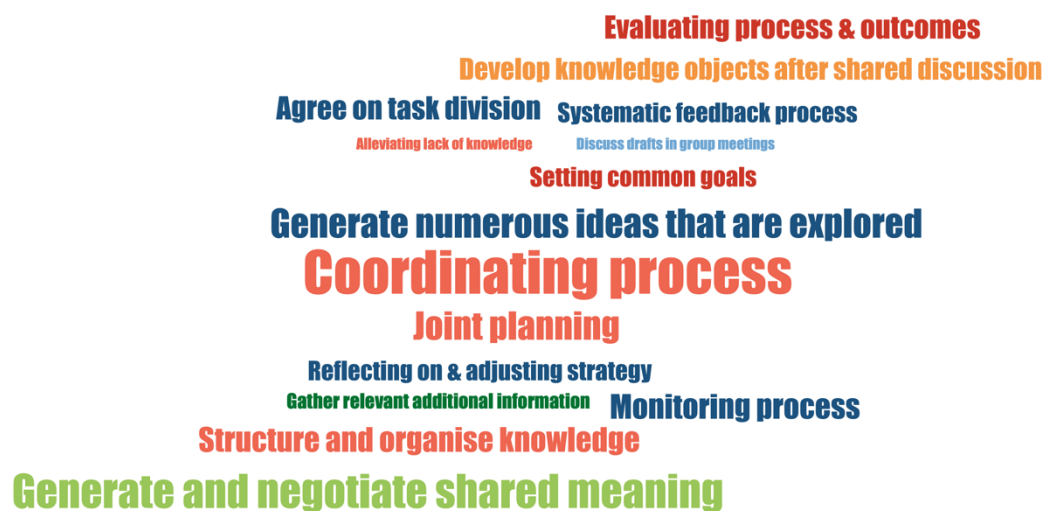 Evaluating process & outcomes
Develop knowledge objects after shared discussion
Agree on task division
Systematic feedback process
Alleviating lack of knowledge
Discuss drafts in group meetings
Setting common goals
Generate numerous ideas that are explored
Coordinating process
Joint planning
Reflecting on & adjusting strategy
Gather relevant additional information
Monitoring process
Structure and organise knowledge
Generate and negotiate shared meaning